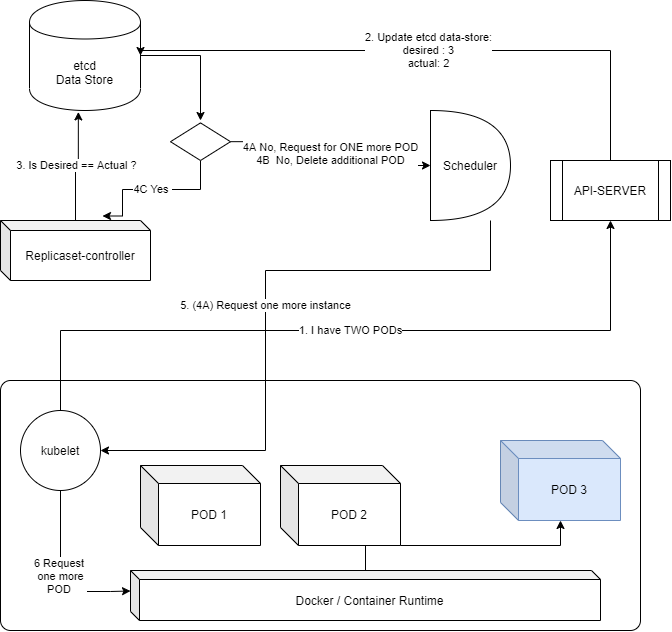 2. Update etcd data-store:
desired : 3
actual: 2
etcd
Data Store
4A No, Request for ONE more POD
4B  No, Delete additional POD
Scheduler
3. Is Desired == Actual ?
4C Yes
API-SERVER
Replicaset-controller
5. (4A) Request one more instance
1. I have TWO PODs
kubelet
POD 1
POD 2
POD 3
6 Request
one more
POD
Docker / Container Runtime